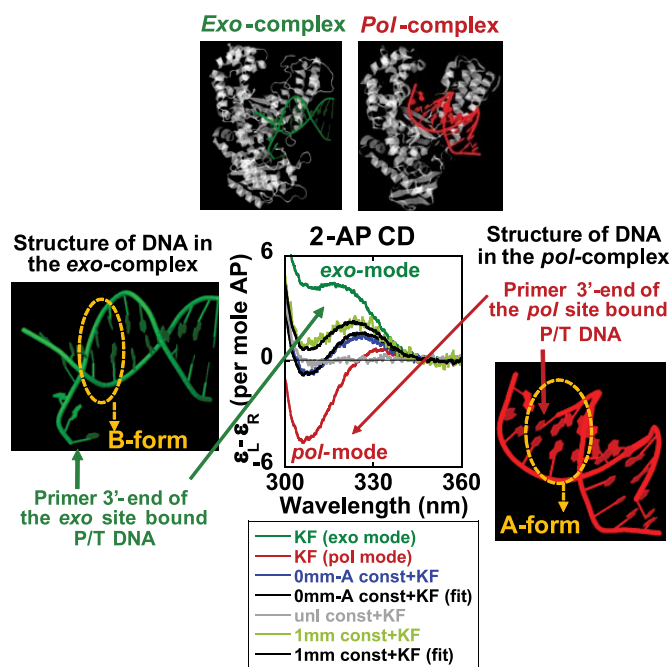 Exo-complex
Pol-complex
Structure of DNA in
the exo-complex
B-form
Primer 3'-end of
the exo site bound
P/T DNA
2-AP CD
6
0
-6
εL-εR (per mole AP)
exo-mode
pol-mode
300
330
360
Wavelength (nm)
Structure of DNA
in the pol-complex
Primer 3'-end of
the pol site bound
P/T DNA
A-form
KF (exo mode)
KF (pol mode)
0mm-A const+KF
0mm-A const+KF (fit)
unl const+KF
1mm const+KF
1mm const+KF (fit)